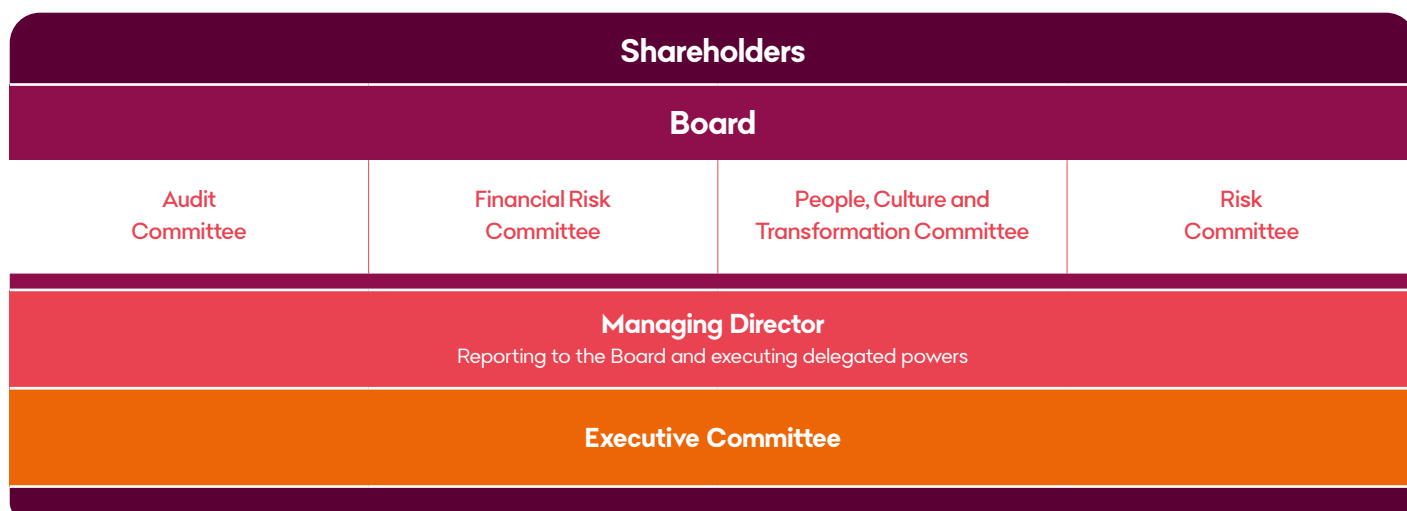 Shareholders
Board
Audit
Committee
Financial Risk
Committee
People, Culture and
Transformation Committee
Risk
Committee
Managing Director
Reporting to the Board and executing delegated powers
Executive Committee